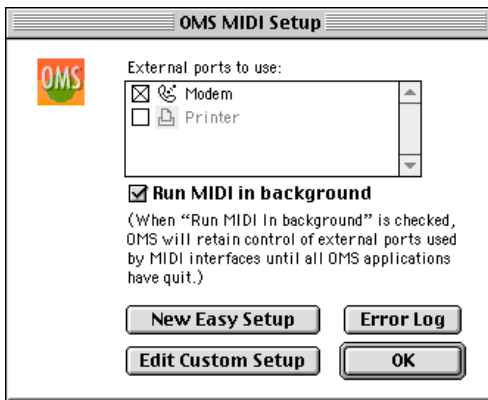 OMS MIDI Setup
OMS
External ports to use:
Modem
Printer
Run MIDI in background
(When “Run MIDI In background” is checked,
OMS will retain control of external ports used
by MIDI interfaces until all OMS applications
have quit.)
New Easy Setup
Error Log
Edit Custom Setup
OK